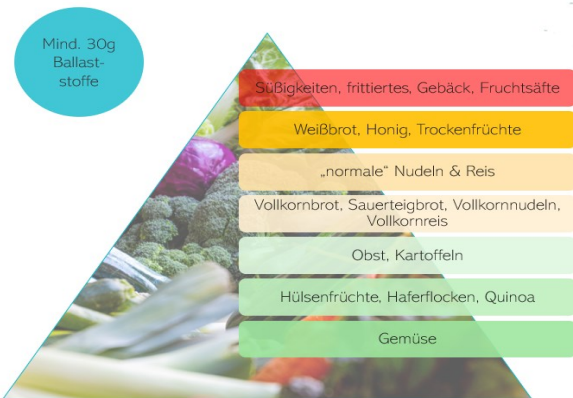 Mind. 30g
Ballast-
stoffe
Süßigkeiten, frittiertes, Gebäck, Fruchtsäfte
Weißbrot, Honig, Trockenfrüchte
„normale“ Nudeln & Reis
Vollkornbrot, Sauerteigbrot, Vollkornnudeln,
Vollkornreis
Obst, Kartoffeln
Hülsenfrüchte, Haferflocken, Quinoa
Gemüse